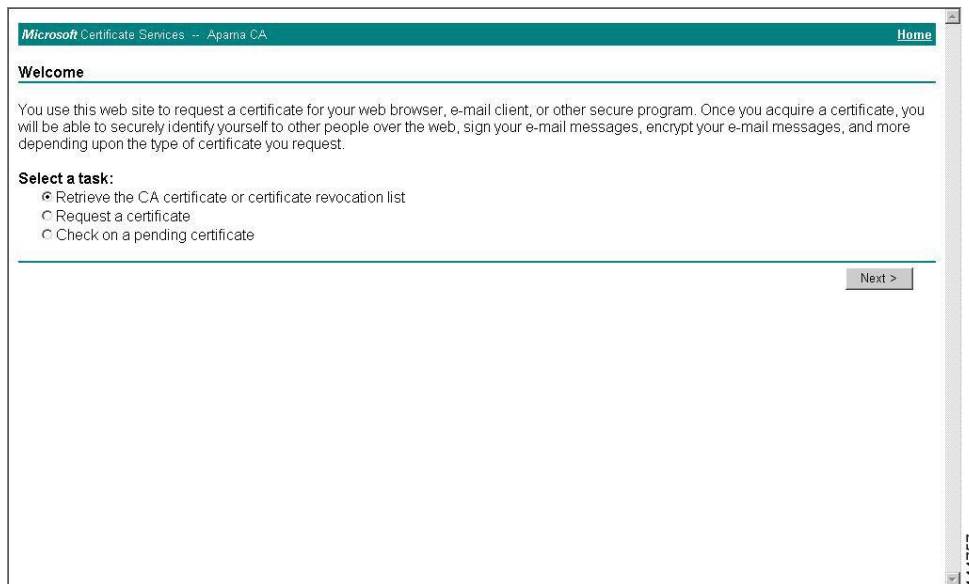 Microsoft Certificate Services -- Aparna CA Home
Welcome
You use this web site to request a certificate for your web browser, e-mail client, or other secure program. Once you acquire a certificate, you
will be able to securely identify yourself to other people over the web, sign your e-mail messages, encrypt your e-mail messages, and more
depending upon the type of certificate you request.
Select a task:
Retrieve the CA certificate or certificate revocation list
Request a certificate
Check on a pending certificate
Next >